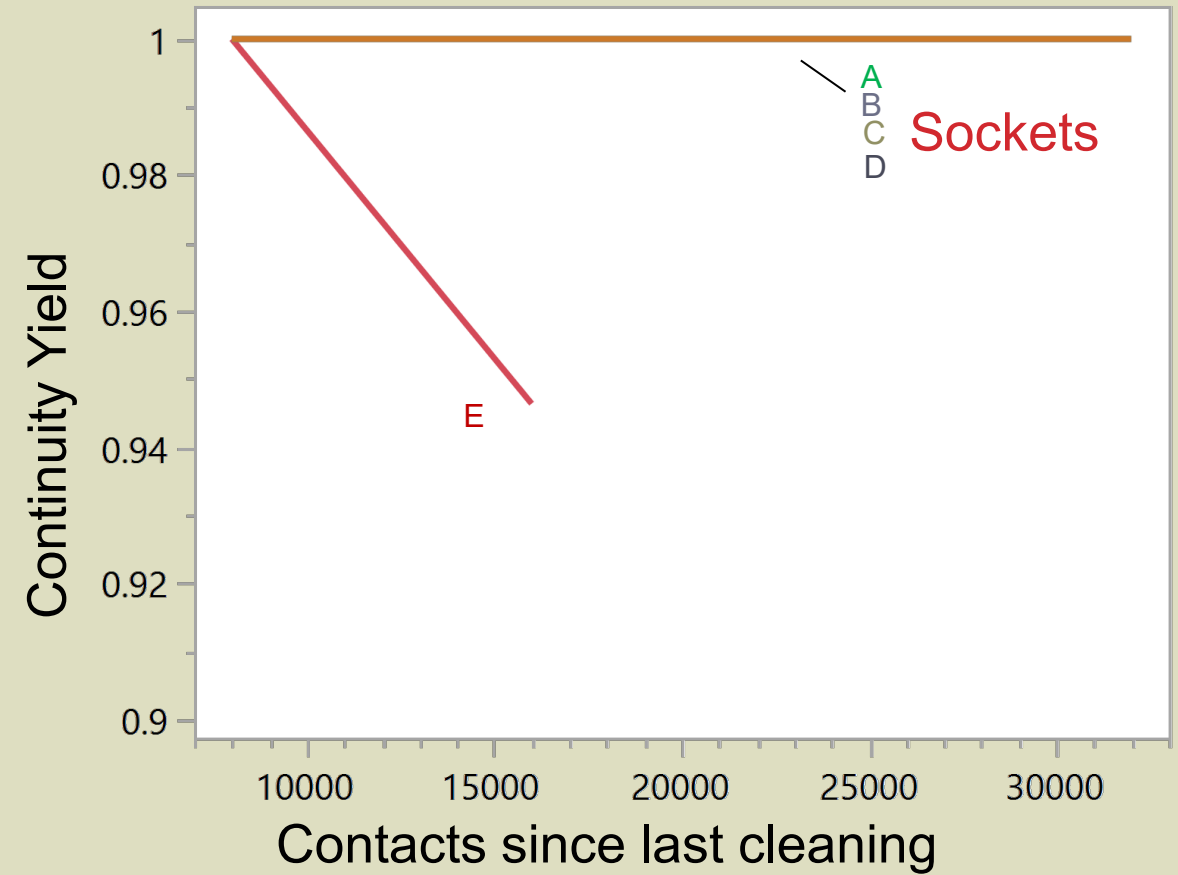 1
0.98
0.96
0.94
0.92
0.9
Continuity Yield
A
B
C
D
Sockets
E
10000 15000 20000 25000 30000
Contacts since last cleaning